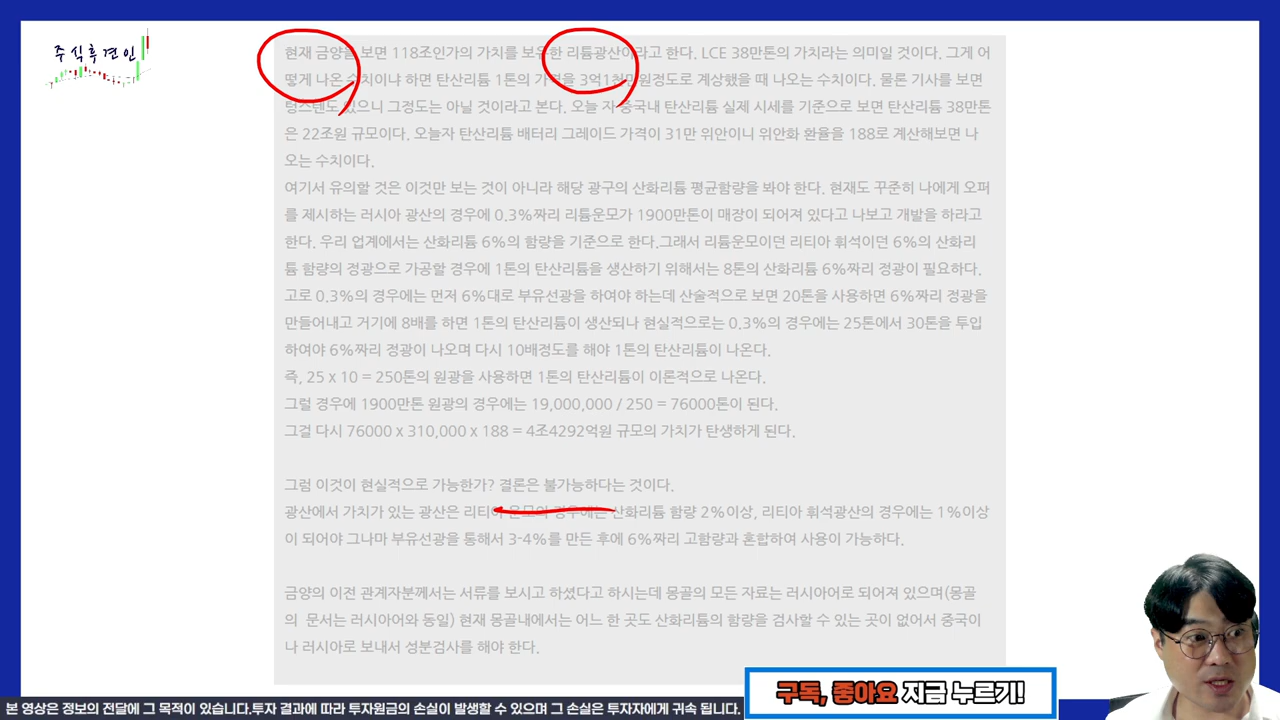 주식후견인
현재 금양을 보면 118조인가의 가치를 보유한 리튬광산이라고 한다. LCE 38만톤의 가치라는 의미일 것이다. 그게 어
떻게 나온 수치이냐 하면 탄산리튬 1톤의 가격을 3억1천만원정도로 계상했을 때 나오는 수치이다. 물론 기사를 보면
텅스텐도 있으니 그정도는 아닐 것이라고 본다. 오늘 자 중국내 탄산리튬 실제 시세를 기준으로 보면 탄산리튬 38만톤
은 22조원 규모이다. 오늘자 탄산리튬 배터리 그레이드 가격이 31만 위안이니 위안화 환율을 188로 계산해보면 나
오는 수치이다.
여기서 유의할 것은 이것만 보는 것이 아니라 해당 광구의 산화리튬 평균함량을 봐야 한다. 현재도 꾸준히 나에게 오퍼
를 제시하는 러시아 광산의 경우에 0.3%짜리 리튬운모가 1900만톤이 매장이 되어져 있다고 나보고 개발을 하라고
한다. 우리 업계에서는 산화리튬 6%의 함량을 기준으로 한다.그래서 리튬운모이던 리티아 휘석이던 6%의 산화리
튬 함량의 정광으로 가공할 경우에 1톤의 탄산리튬을 생산하기 위해서는 8톤의 산화리튬 6%짜리 정광이 필요하다.
고로 0.3%의 경우에는 먼저 6%대로 부유선광을 하여야 하는데 산술적으로 보면 20톤을 사용하면 6%짜리 정광을
만들어내고 거기에 8배를 하면 1톤의 탄산리튬이 생산되나 현실적으로는 0.3%의 경우에는 25톤에서 30톤을 투입
하여야 6%짜리 정광이 나오며 다시 10배정도를 해야 1톤의 탄산리튬이 나온다.
즉, 25 x 10 = 250톤의 원광을 사용하면 1톤의 탄산리튬이 이론적으로 나온다.
그럴 경우에 1900만톤 원광의 경우에는 19,000,000 / 250 = 76000톤이 된다.
그걸 다시 76000 x 310,000 x 188 = 4조4292억원 규모의 가치가 탄생하게 된다.
그럼 이것이 현실적으로 가능한가? 결론은 불가능하다는 것이다.
광산에서 가치가 있는 광산은 리티아 운모의 경우에는 산화리튬 함량 2%이상, 리티아 휘석광산의 경우에는 1%이상
이 되어야 그나마 부유선광을 통해서 3-4%를 만든 후에 6%짜리 고함량과 혼합하여 사용이 가능하다.
금양의 이전 관계자분께서는 서류를 보시고 하셨다고 하시는데 몽골의 모든 자료는 러시아어로 되어져 있으며(몽골
의 문서는 러시아어와 동일) 현재 몽골내에서는 어느 한 곳도 산화리튬의 함량을 검사할 수 있는 곳이 없어서 중국이
나 러시아로 보내서 성분검사를 해야 한다.
구독, 좋아요 지금 누르기!
본 영상은 정보의 전달에 그 목적이 있습니다.투자 결과에 따라 투자원금의 손실이 발생할 수 있으며 그 손실은 투자자에게 귀속 됩니다.